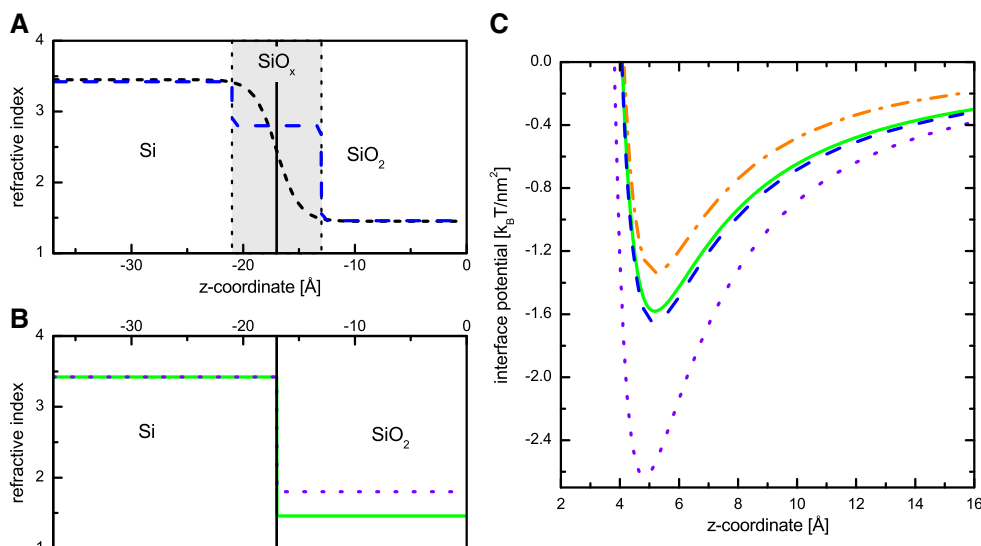 A
4
3
2
1
refractive index
Si
SiOₓ
SiO₂
-30
-20
-10
0
z-coordinate [Å]
B
-30
-20
-10
0
4
3
2
1
refractive index
Si
SiO₂
C
0.0
-0.4
-0.8
-1.2
-1.6
-2.0
-2.4
interface potential [k_BT/nm²]
2
4
6
8
10
12
14
16
z-coordinate [Å]